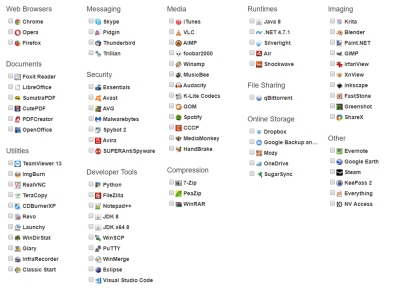 Web Browsers
Chrome
Opera
Firefox
Documents
Foxit Reader
LibreOffice
SumatraPDF
CutePDF
PDFCreator
OpenOffice
Utilities
TeamViewer 13
ImgBurn
RealVNC
TeraCopy
CDBurnerXP
Revo
Launchy
WinDirStat
Glary
InfraRecorder
Classic Start
Messaging
Skype
Pidgin
Thunderbird
Trillian
Security
Essentials
Avast
AVG
Malwarebytes
Spybot 2
Avira
SUPERAntiSpyware
Developer Tools
Python
FileZilla
Notepad++
JDK 8
JDK x64 8
WinSCP
PuTTY
WinMerge
Eclipse
Visual Studio Code
Media
iTunes
VLC
AIMP
foobar2000
Winamp
MusicBee
Audacity
K-Lite Codecs
GOM
Spotify
CCCP
MediaMonkey
HandBrake
Compression
7-Zip
PeaZip
WinRAR
Runtimes
Java 8
.NET 4.7.1
Silverlight
Air
Shockwave
File Sharing
qBittorrent
Online Storage
Dropbox
Google Backup an...
Mozy
OneDrive
SugarSync
Imaging
Krita
Blender
Paint.NET
GIMP
IrfanView
XnView
Inkscape
FastStone
Greenshot
ShareX
Other
Evernote
Google Earth
Steam
KeePass 2
Everything
NV Access